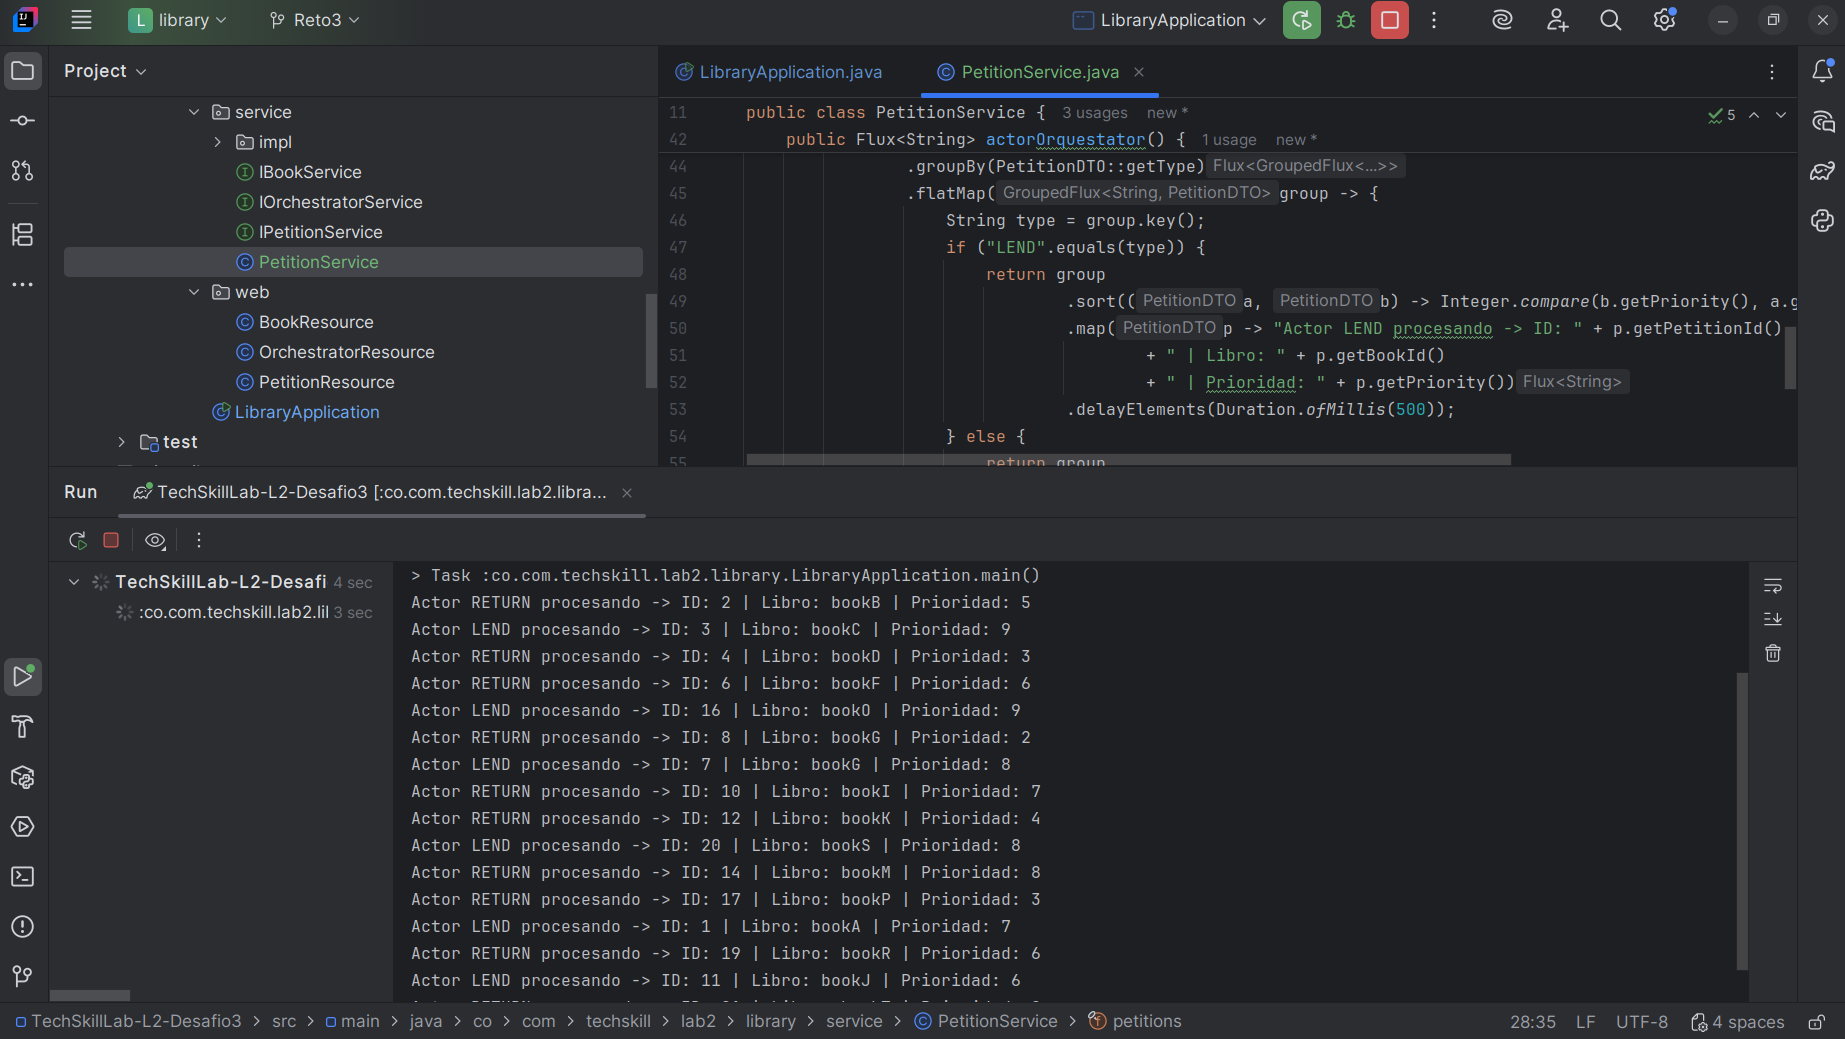 L library
Reto3
LibraryApplication
Project
service
impl
IBookService
IOrchestratorService
IPetitionService
PetitionService
web
BookResource
OrchestratorResource
PetitionResource
LibraryApplication
test
LibraryApplication.java
PetitionService.java
5
11 public class PetitionService { 3 usages new *
42 public Flux<String> actorOrquestator() { 1 usage new *
44 .groupBy(PetitionDTO::getType) Flux<GroupedFlux<...>>
45 .flatMap( GroupedFlux<String, PetitionDTO> group -> {
46 String type = group.key();
47 if ("LEND".equals(type)) {
48 return group
49 .sort(( PetitionDTO a, PetitionDTO b) -> Integer.compare(b.getPriority(), a.g
50 .map( PetitionDTO p -> "Actor LEND procesando -> ID: " + p.getPetitionId()
51 + " | Libro: " + p.getBookId()
52 + " | Prioridad: " + p.getPriority()) Flux<String>
53 .delayElements(Duration.ofMillis(500));
54 } else {
55 return group
Run
TechSkillLab-L2-Desafio3 [:co.com.techskill.lab2.libra...
TechSkillLab-L2-Desafi 4 sec
:co.com.techskill.lab2.lil 3 sec
> Task :co.com.techskill.lab2.library.LibraryApplication.main()
Actor RETURN procesando -> ID: 2 | Libro: bookB | Prioridad: 5
Actor LEND procesando -> ID: 3 | Libro: bookC | Prioridad: 9
Actor RETURN procesando -> ID: 4 | Libro: bookD | Prioridad: 3
Actor RETURN procesando -> ID: 6 | Libro: bookF | Prioridad: 6
Actor LEND procesando -> ID: 16 | Libro: bookO | Prioridad: 9
Actor RETURN procesando -> ID: 8 | Libro: bookG | Prioridad: 2
Actor LEND procesando -> ID: 7 | Libro: bookG | Prioridad: 8
Actor RETURN procesando -> ID: 10 | Libro: bookI | Prioridad: 7
Actor RETURN procesando -> ID: 12 | Libro: bookK | Prioridad: 4
Actor LEND procesando -> ID: 20 | Libro: bookS | Prioridad: 8
Actor RETURN procesando -> ID: 14 | Libro: bookM | Prioridad: 8
Actor RETURN procesando -> ID: 17 | Libro: bookP | Prioridad: 3
Actor LEND procesando -> ID: 1 | Libro: bookA | Prioridad: 7
Actor RETURN procesando -> ID: 19 | Libro: bookR | Prioridad: 6
Actor LEND procesando -> ID: 11 | Libro: bookJ | Prioridad: 6
TechSkillLab-L2-Desafio3 > src > main > java > co > com > techskill > lab2 > library > service > PetitionService > petitions
28:35 LF UTF-8 4 spaces